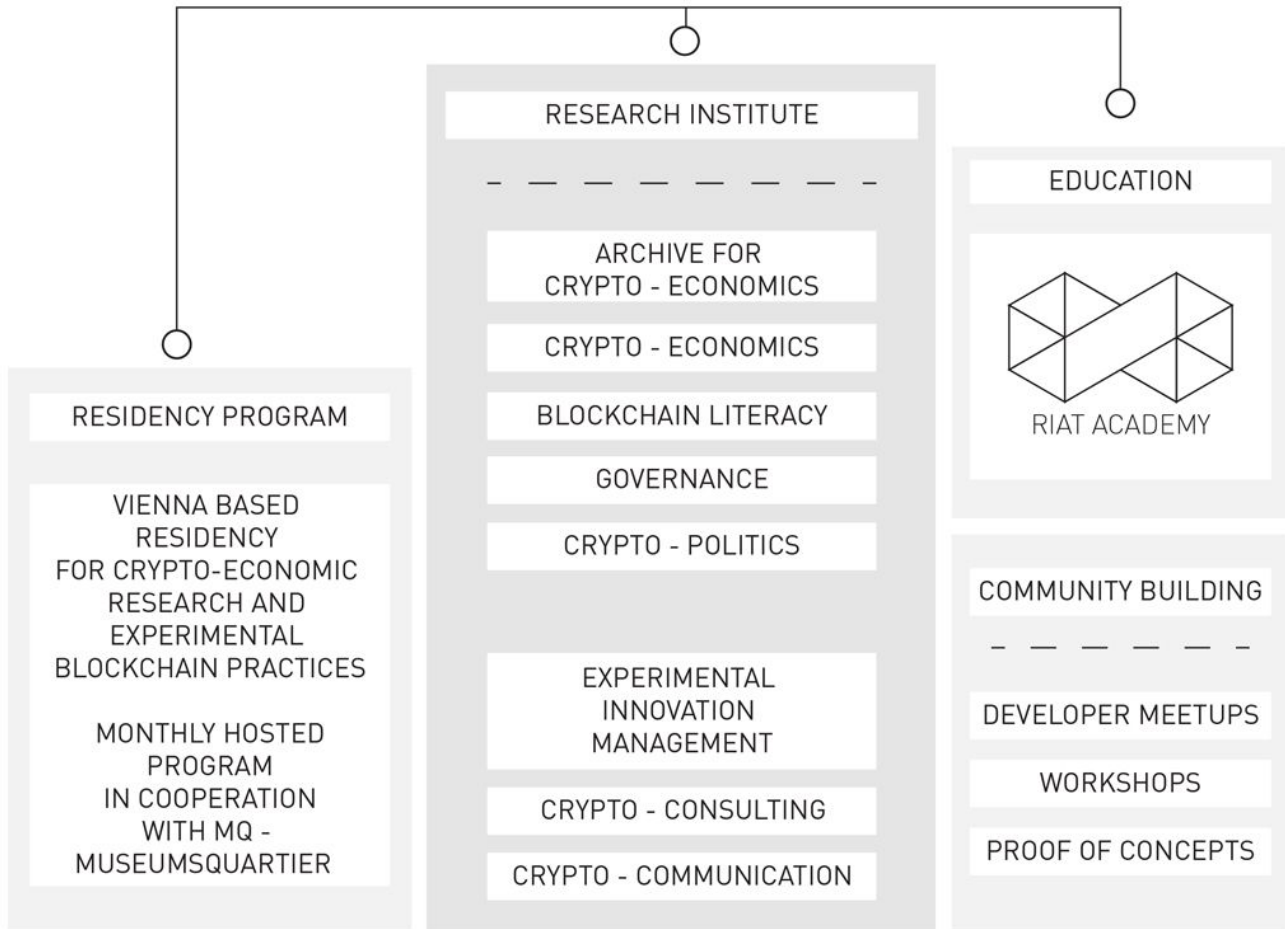 RESIDENCY PROGRAM
VIENNA BASED
RESIDENCY
FOR CRYPTO-ECONOMIC
RESEARCH AND
EXPERIMENTAL
BLOCKCHAIN PRACTICES
MONTHLY HOSTED
PROGRAM
IN COOPERATION
WITH MQ -
MUSEUMSQUARTIER
RESEARCH INSTITUTE
ARCHIVE FOR
CRYPTO - ECONOMICS
CRYPTO - ECONOMICS
BLOCKCHAIN LITERACY
GOVERNANCE
CRYPTO - POLITICS
EXPERIMENTAL
INNOVATION
MANAGEMENT
CRYPTO - CONSULTING
CRYPTO - COMMUNICATION
EDUCATION
RIAT ACADEMY
COMMUNITY BUILDING
DEVELOPER MEETUPS
WORKSHOPS
PROOF OF CONCEPTS